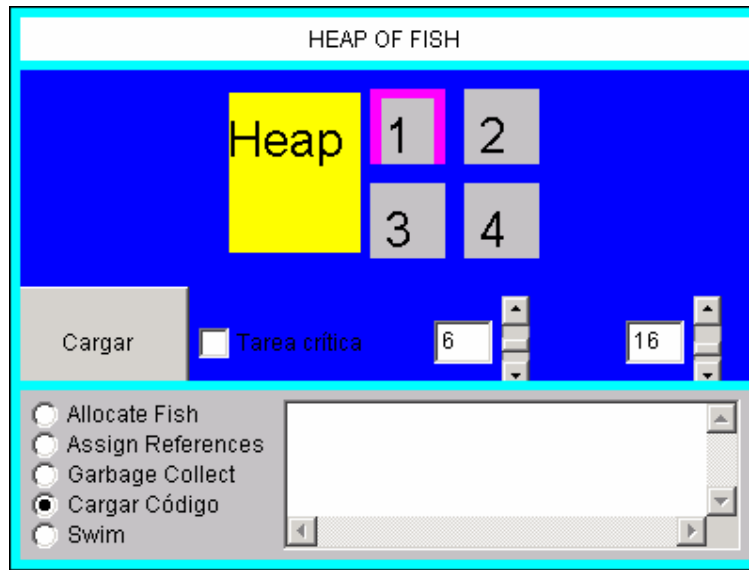 HEAP OF FISH
Heap 1 2
3 4
Cargar Tarea crítica 6 16
Allocate Fish
Assign References
Garbage Collect
Cargar Código
Swim